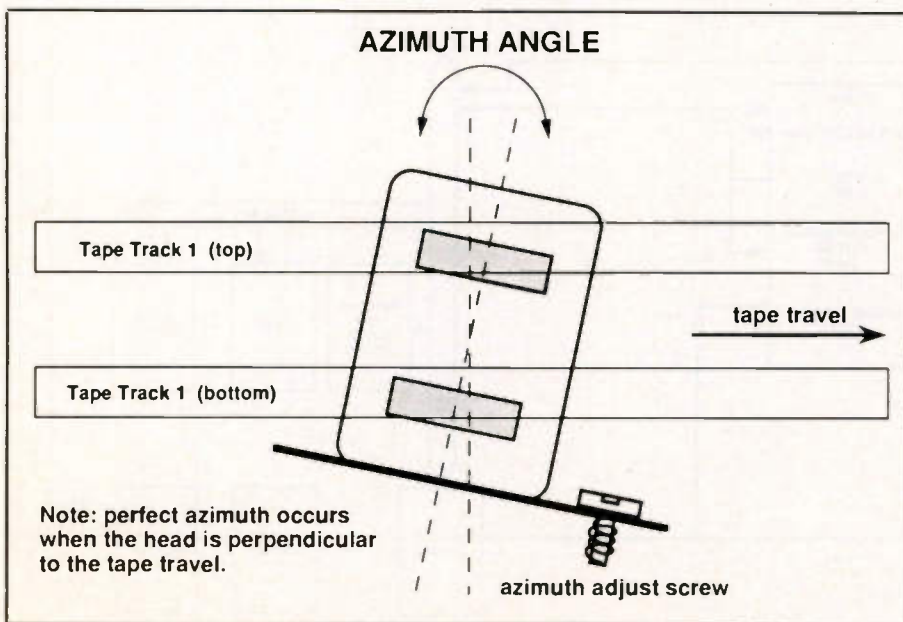 AZIMUTH ANGLE
Tape Track 1 (top)
tape travel
Tape Track 1 (bottom)
Note: perfect azimuth occurs
when the head is perpendicular
to the tape travel.
azimuth adjust screw